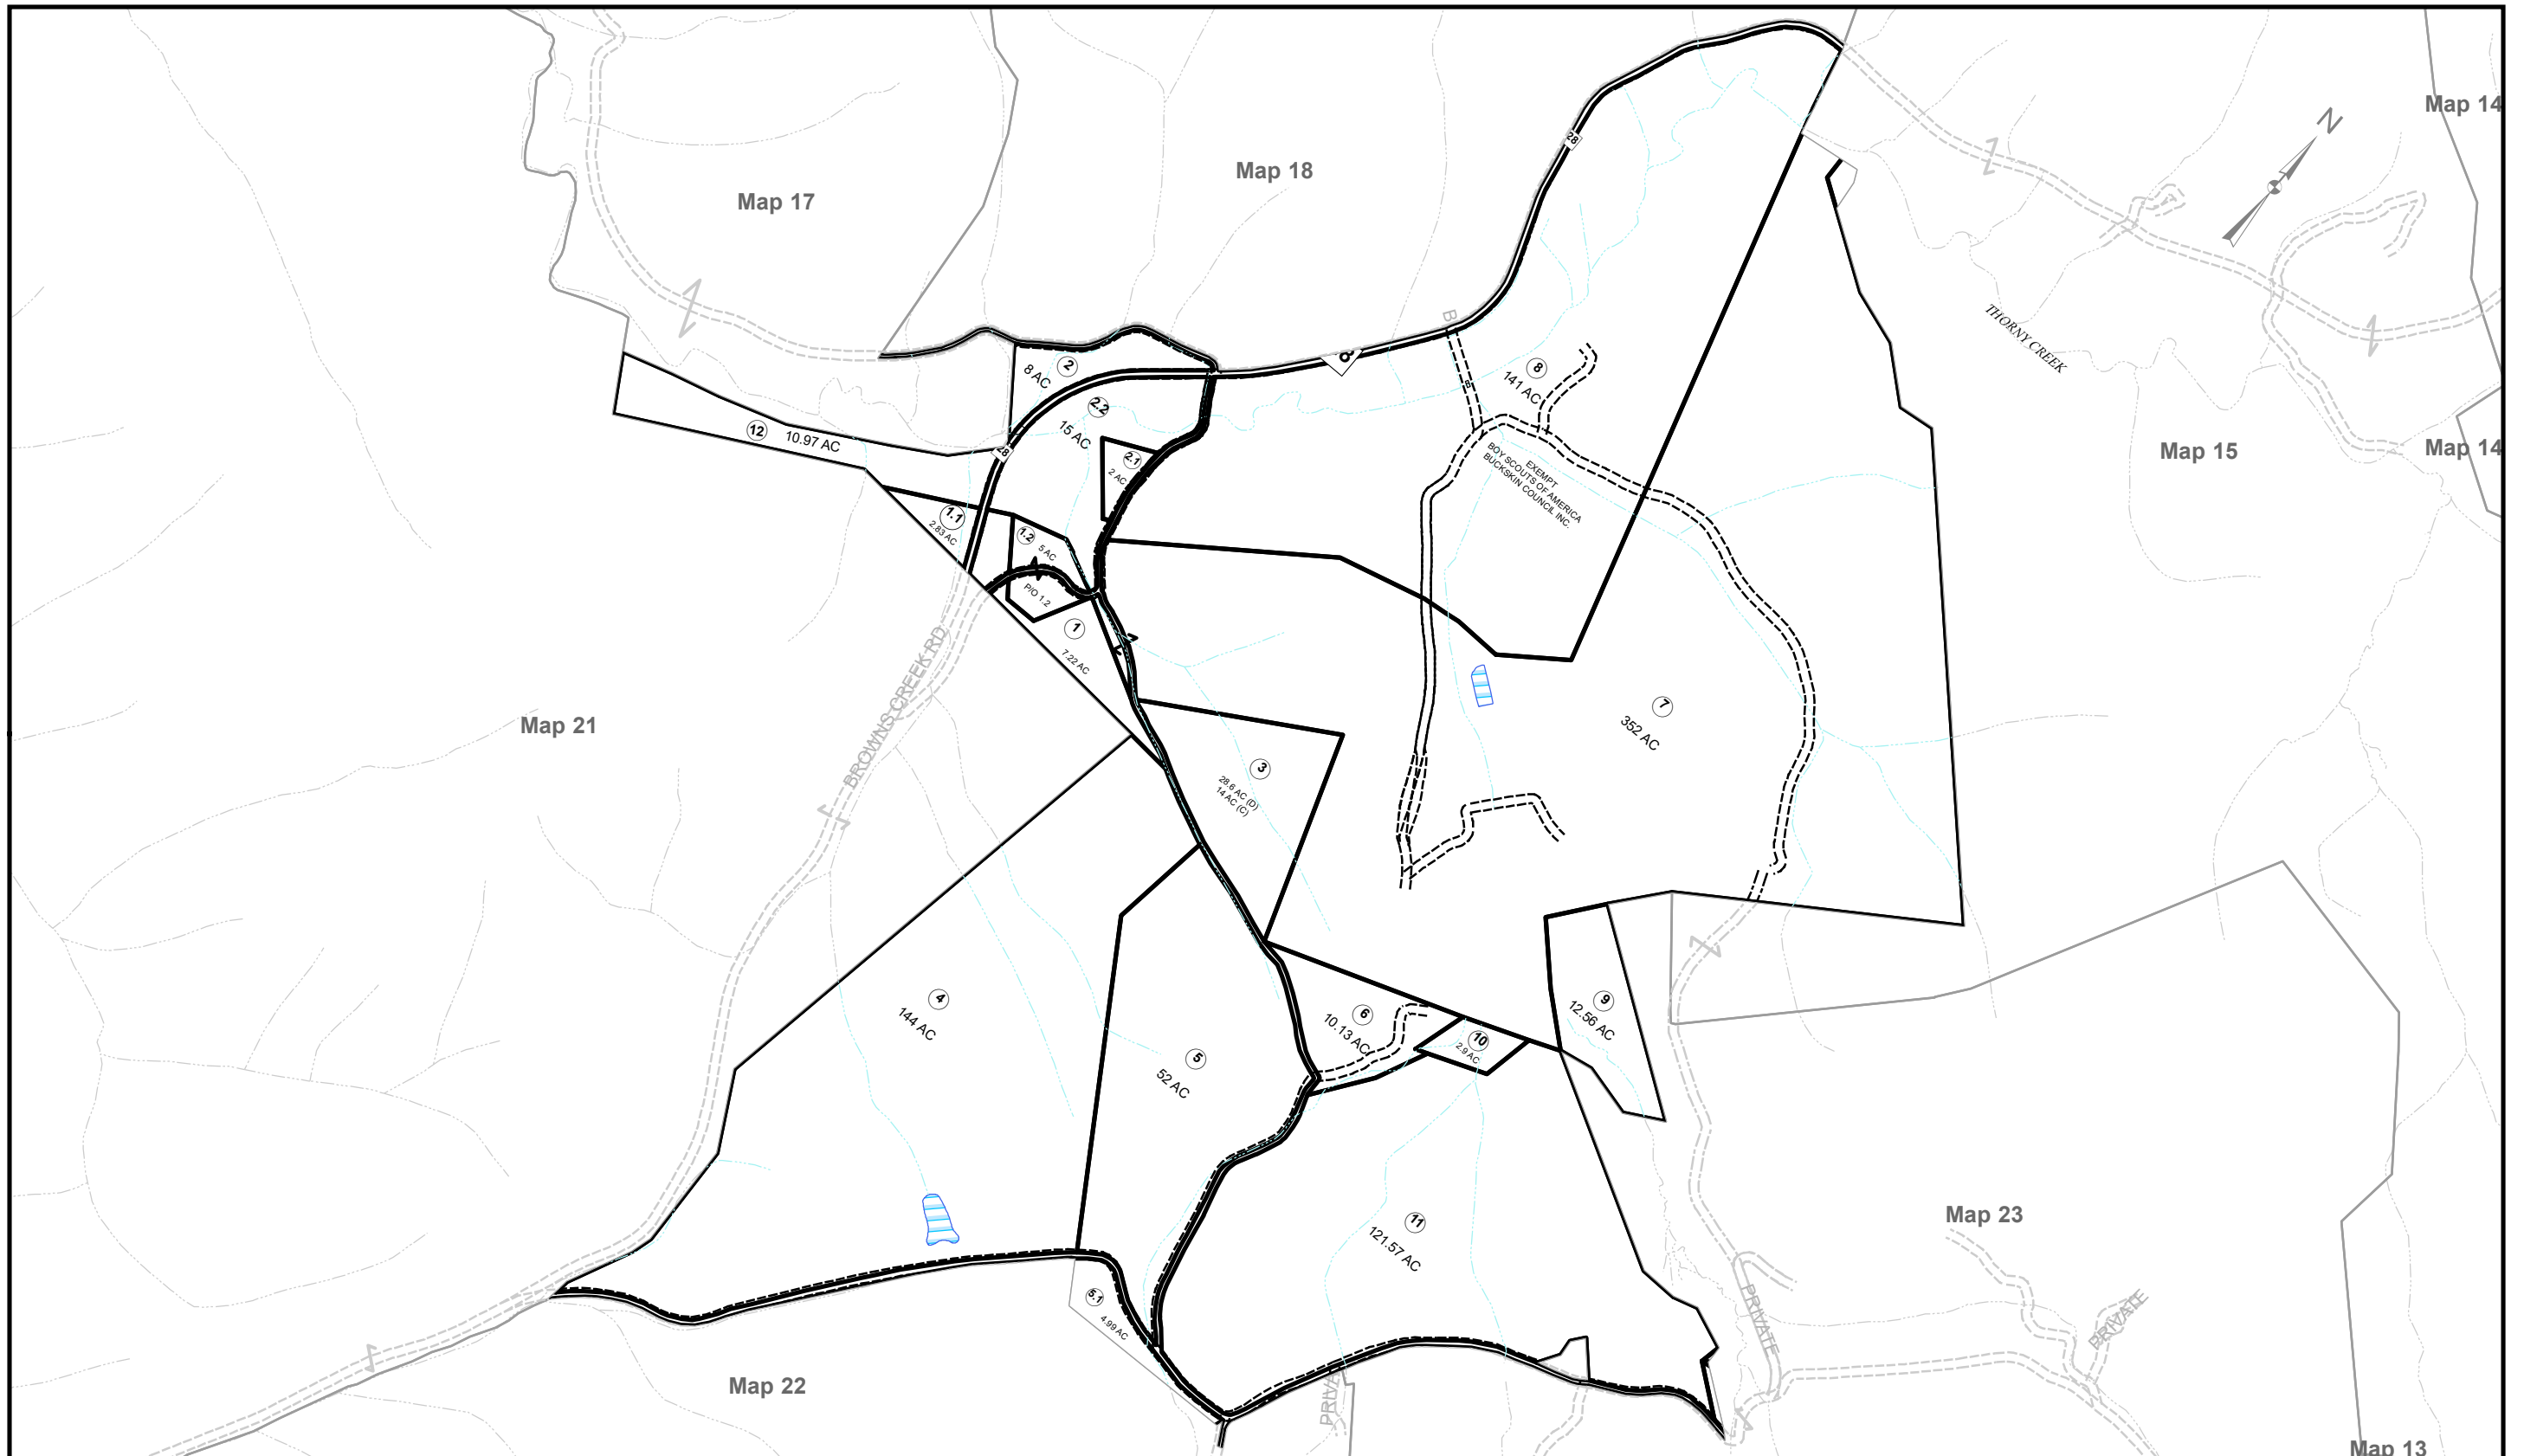 Map 14
N
28
Map 18
Map 17
THORNY CREEK
B
8
2
8 AC
8
141 AC
8
2.2
15 AC
12
10.97 AC
28
Map 15
Map 14
2.1
2 AC
EXEMPT
BOY SCOUTS OF AMERICA
BUCKSKIN COUNCIL INC.
1.1
2.83 AC
1.2
5 AC
P/O 1.2
1
7.22 AC
BROWNS CREEK RD
7
352 AC
Map 21
3
28.6 AC (D)
14 AC (C)
4
144 AC
9
12.56 AC
6
10.13 AC
10
2.9 AC
5
52 AC
11
121.57 AC
Map 23
5.1
4.99 AC
PRIVATE
PRIVATE
Map 22
PRIVA
Map 13